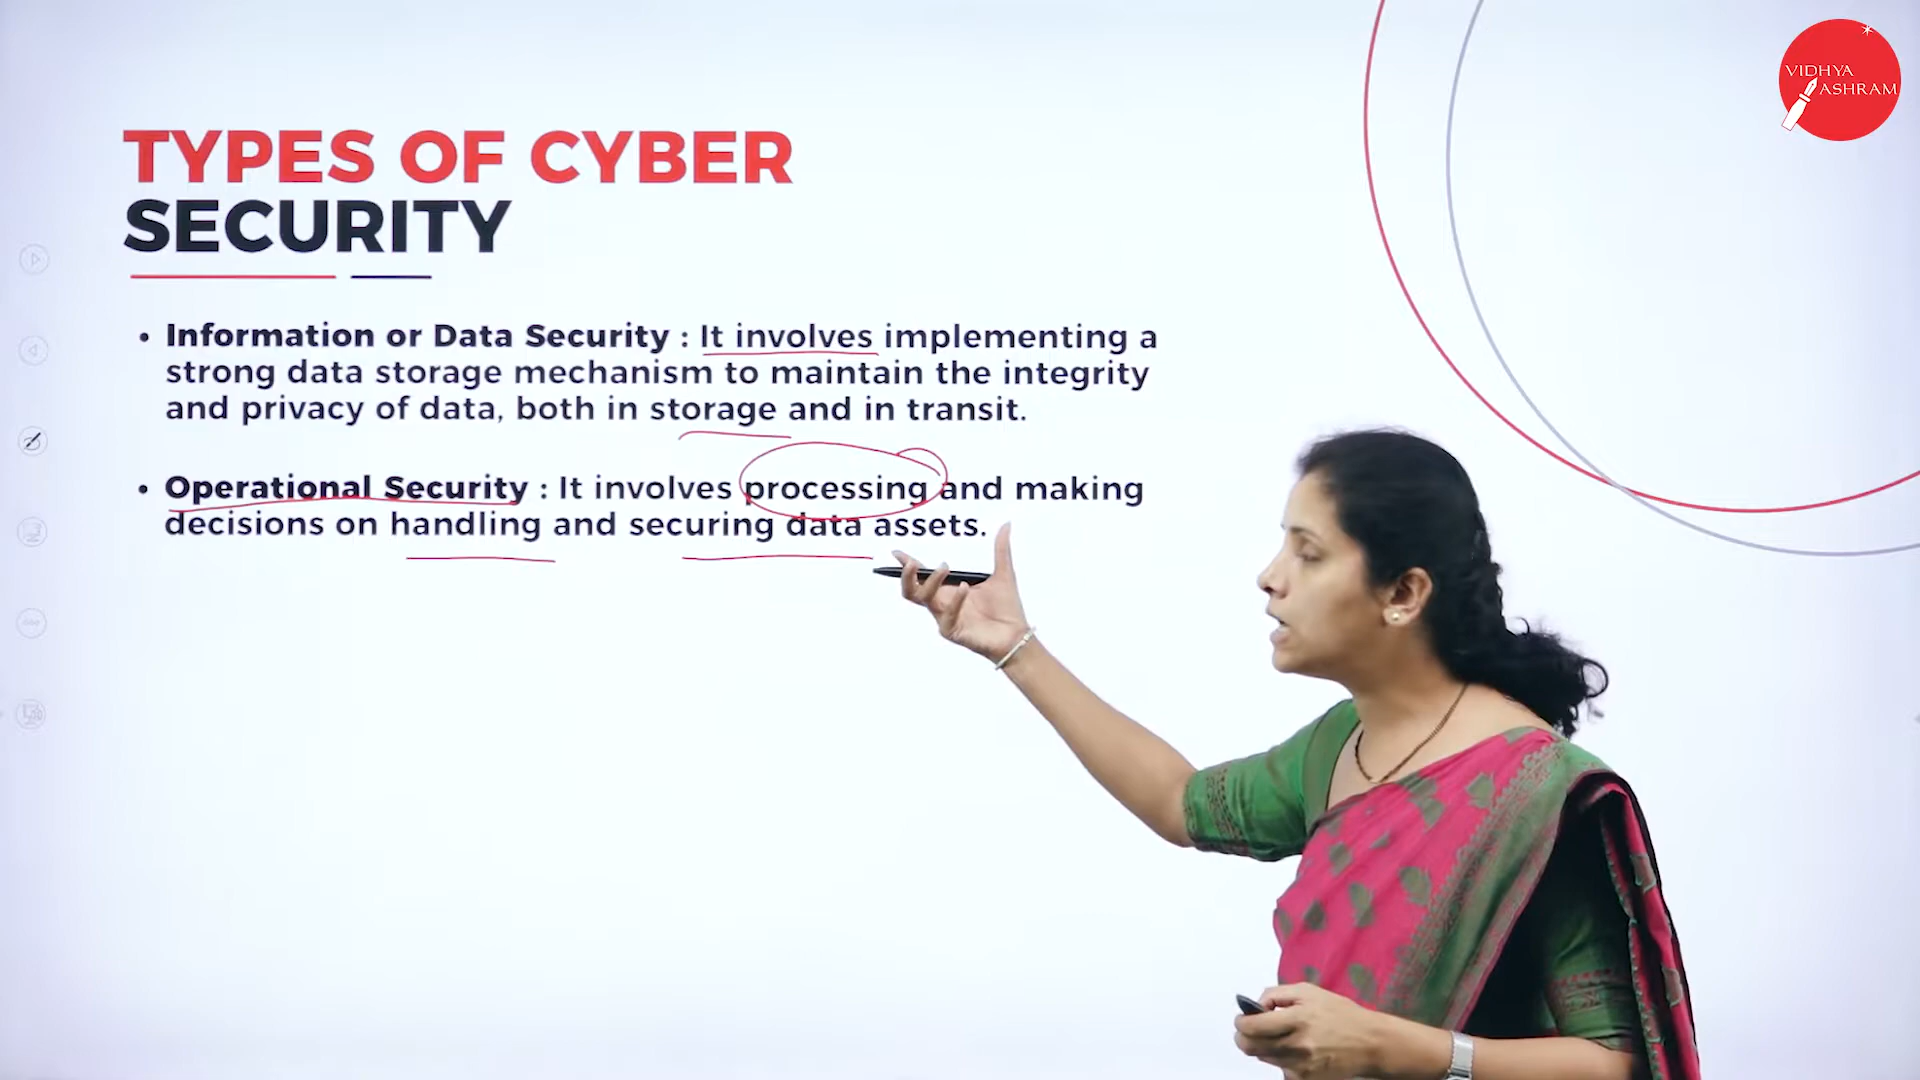 VIDHYA
ASHRAM
TYPES OF CYBER
SECURITY
• Information or Data Security : It involves implementing a
strong data storage mechanism to maintain the integrity
and privacy of data, both in storage and in transit.
• Operational Security : It involves processing and making
decisions on handling and securing data assets.